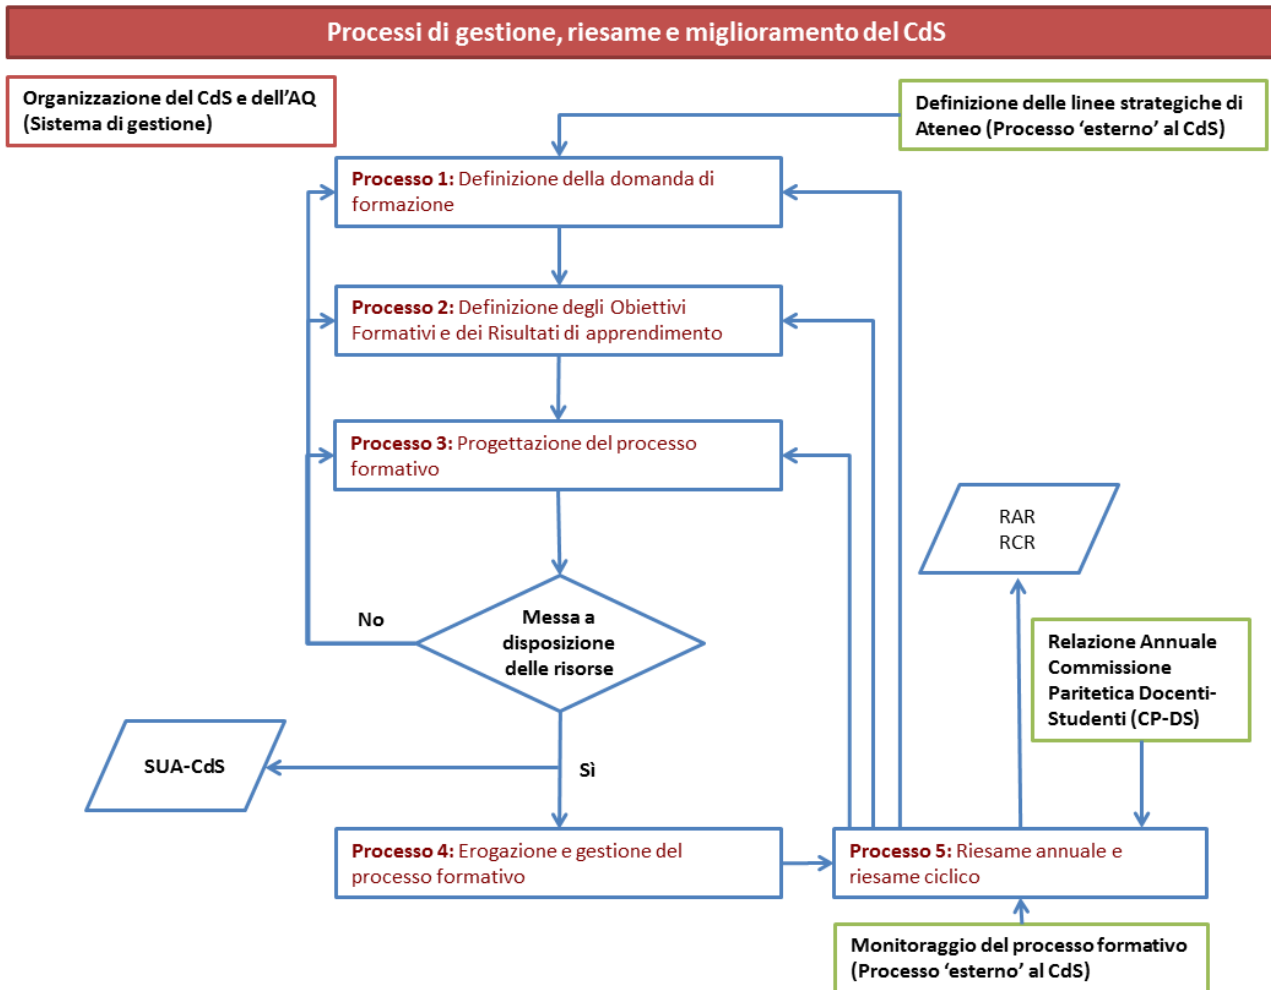 Processi di gestione, riesame e miglioramento del CdS
Organizzazione del CdS e dell'AQ
(Sistema di gestione)
Definizione delle linee strategiche di
Ateneo (Processo 'esterno' al CdS)
Processo 1: Definizione della domanda di
formazione
Processo 2: Definizione degli Obiettivi
Formativi e dei Risultati di apprendimento
Processo 3: Progettazione del processo
formativo
RAR
RCR
No
Messa a
disposizione
delle risorse
Relazione Annuale
Commissione
Paritetica Docenti-
Studenti (CP-DS)
SUA-CdS
Sì
Processo 4: Erogazione e gestione del
processo formativo
Processo 5: Riesame annuale e
riesame ciclico
Monitoraggio del processo formativo
(Processo 'esterno' al CdS)